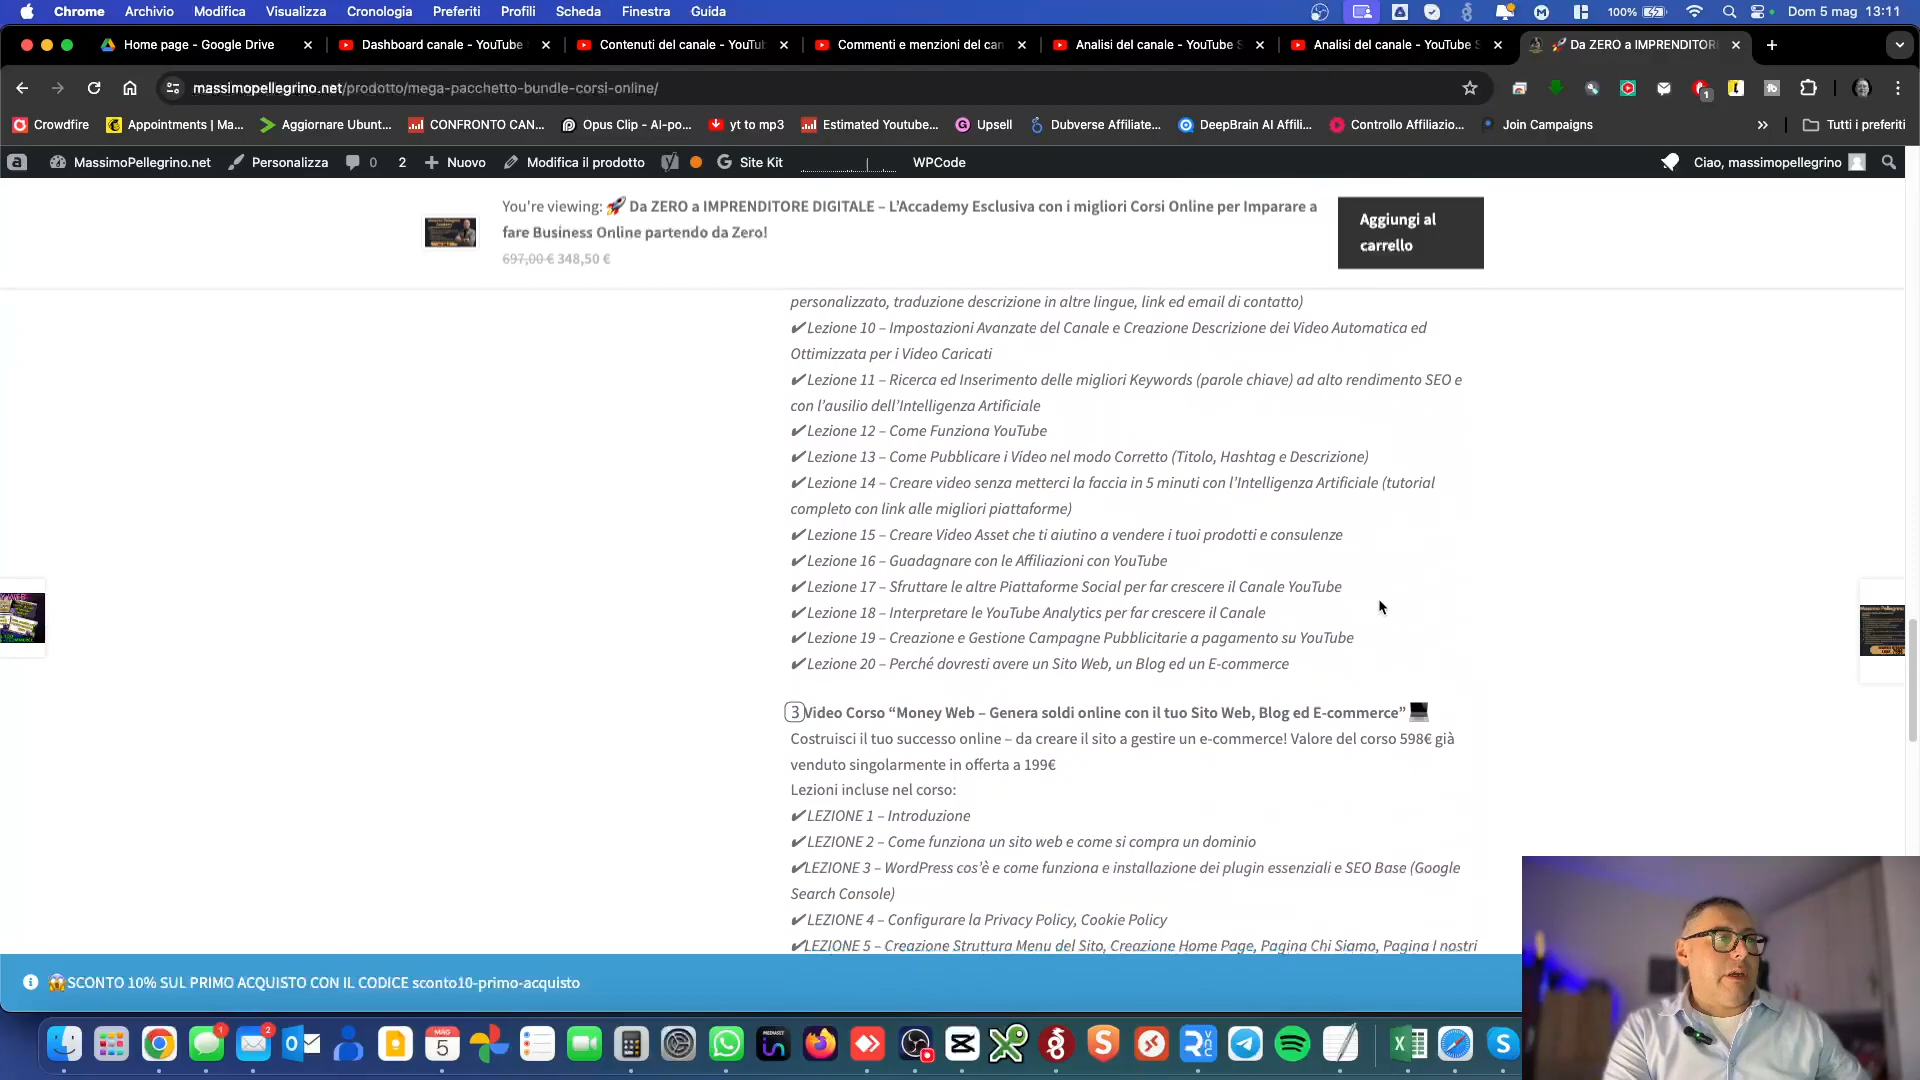 Chrome Archivio Modifica Visualizza Cronologia Preferiti Profili Scheda Finestra Guida 100% Dom 5 mag 13:11
Home page - Google Drive Dashboard canale - YouTube Contenuti del canale - YouTub Commenti e menzioni del can Analisi del canale - YouTube S Analisi del canale - YouTube S 🚀 Da ZERO a IMPRENDITORI
massimopellegrino.net/prodotto/mega-pacchetto-bundle-corsi-online/
Crowdfire Appointments | Ma... Aggiornare Ubunt... CONFRONTO CAN... Opus Clip - AI-po... yt to mp3 Estimated Youtube... Upsell Dubverse Affiliate... DeepBrain AI Affili... Controllo Affiliazio... Join Campaigns Tutti i preferiti
MassimoPellegrino.net Personalizza 0 2 Nuovo Modifica il prodotto Site Kit WPCode Ciao, massimopellegrino
You're viewing: 🚀 Da ZERO a IMPRENDITORE DIGITALE – L'Accademy Esclusiva con i migliori Corsi Online per Imparare a
fare Business Online partendo da Zero!
697,00 € 348,50 €
Aggiungi al
carrello
personalizzato, traduzione descrizione in altre lingue, link ed email di contatto)
✔Lezione 10 – Impostazioni Avanzate del Canale e Creazione Descrizione dei Video Automatica ed
Ottimizzata per i Video Caricati
✔Lezione 11 – Ricerca ed Inserimento delle migliori Keywords (parole chiave) ad alto rendimento SEO e
con l'ausilio dell'Intelligenza Artificiale
✔Lezione 12 – Come Funziona YouTube
✔Lezione 13 – Come Pubblicare i Video nel modo Corretto (Titolo, Hashtag e Descrizione)
✔Lezione 14 – Creare video senza metterci la faccia in 5 minuti con l'Intelligenza Artificiale (tutorial
completo con link alle migliori piattaforme)
✔Lezione 15 – Creare Video Asset che ti aiutino a vendere i tuoi prodotti e consulenze
✔Lezione 16 – Guadagnare con le Affiliazioni con YouTube
✔Lezione 17 – Sfruttare le altre Piattaforme Social per far crescere il Canale YouTube
✔Lezione 18 – Interpretare le YouTube Analytics per far crescere il Canale
✔Lezione 19 – Creazione e Gestione Campagne Pubblicitarie a pagamento su YouTube
✔Lezione 20 – Perché dovresti avere un Sito Web, un Blog ed un E-commerce
3 Video Corso “Money Web – Genera soldi online con il tuo Sito Web, Blog ed E-commerce” 💻
Costruisci il tuo successo online – da creare il sito a gestire un e-commerce! Valore del corso 598€ già
venduto singolarmente in offerta a 199€
Lezioni incluse nel corso:
✔LEZIONE 1 – Introduzione
✔LEZIONE 2 – Come funziona un sito web e come si compra un dominio
✔LEZIONE 3 – WordPress cos'è e come funziona e installazione dei plugin essenziali e SEO Base (Google
Search Console)
✔LEZIONE 4 – Configurare la Privacy Policy, Cookie Policy
✔LEZIONE 5 – Creazione Struttura Menu del Sito, Creazione Home Page, Pagina Chi Siamo, Pagina I nostri
😱SCONTO 10% SUL PRIMO ACQUISTO CON IL CODICE sconto10-primo-acquisto